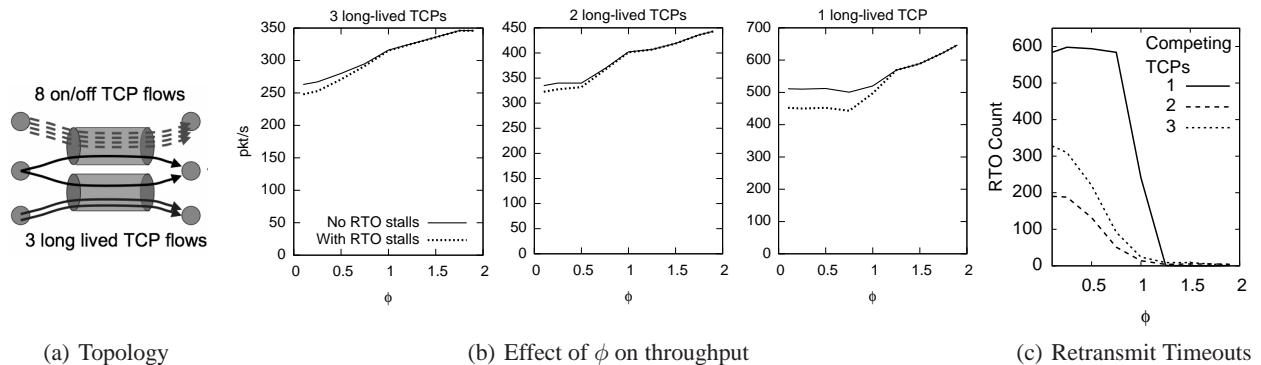 8 on/off TCP flows
3 long lived TCP flows
(a) Topology
3 long-lived TCPs
pkt/s
350
300
250
200
150
100
50
0
No RTO stalls
With RTO stalls
0 0.5 1 1.5 2
ϕ
2 long-lived TCPs
450
400
350
300
250
200
150
100
50
0
0 0.5 1 1.5 2
ϕ
1 long-lived TCP
700
600
500
400
300
200
100
0
0 0.5 1 1.5 2
ϕ
(b) Effect of ϕ on throughput
RTO Count
600
500
400
300
200
100
0
Competing
TCPs
1
2
3
0.5 1 1.5 2
ϕ
(c) Retransmit Timeouts